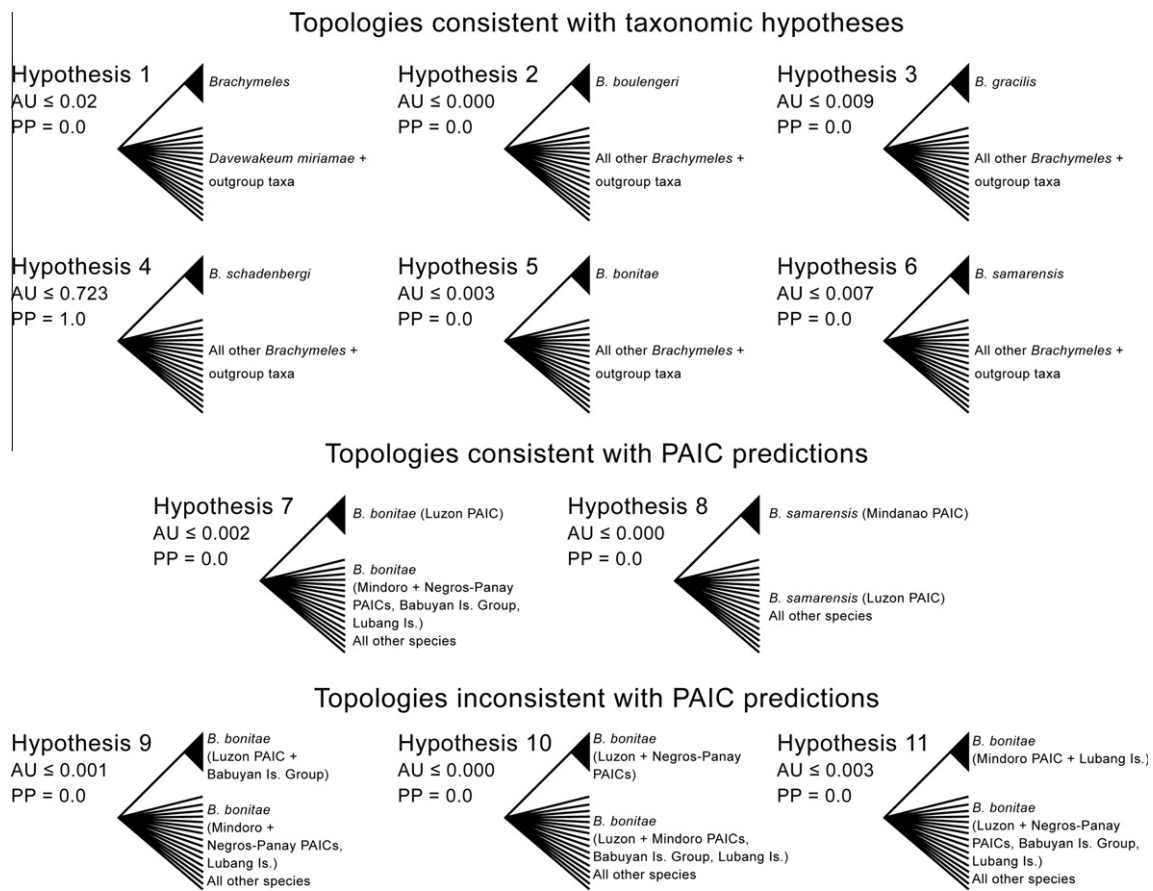 Topologies consistent with taxonomic hypotheses
Hypothesis 1
AU ≤ 0.02
PP = 0.0
Brachymeles
Davewakeum miriamae +
outgroup taxa
Hypothesis 2
AU ≤ 0.000
PP = 0.0
B. boulengeri
All other Brachymeles +
outgroup taxa
Hypothesis 3
AU ≤ 0.009
PP = 0.0
B. gracilis
All other Brachymeles +
outgroup taxa
Hypothesis 4
AU ≤ 0.723
PP = 1.0
B. schadenbergi
All other Brachymeles +
outgroup taxa
Hypothesis 5
AU ≤ 0.003
PP = 0.0
B. bonitae
All other Brachymeles +
outgroup taxa
Hypothesis 6
AU ≤ 0.007
PP = 0.0
B. samarensis
All other Brachymeles +
outgroup taxa
Topologies consistent with PAIC predictions
Hypothesis 7
AU ≤ 0.002
PP = 0.0
B. bonitae (Luzon PAIC)
B. bonitae
(Mindoro + Negros-Panay
PAICs, Babuyan Is. Group,
Lubang Is.)
All other species
Hypothesis 8
AU ≤ 0.000
PP = 0.0
B. samarensis (Mindanao PAIC)
B. samarensis (Luzon PAIC)
All other species
Topologies inconsistent with PAIC predictions
Hypothesis 9
AU ≤ 0.001
PP = 0.0
B. bonitae
(Luzon PAIC +
Babuyan Is. Group)
B. bonitae
(Mindoro +
Negros-Panay PAICs,
Lubang Is.)
All other species
Hypothesis 10
AU ≤ 0.000
PP = 0.0
B. bonitae
(Luzon + Negros-Panay
PAICs)
B. bonitae
(Luzon + Mindoro PAICs,
Babuyan Is. Group, Lubang Is.)
All other species
Hypothesis 11
AU ≤ 0.003
PP = 0.0
B. bonitae
(Mindoro PAIC + Lubang Is.)
B. bonitae
(Luzon + Negros-Panay
PAICs, Babuyan Is. Group,
Lubang Is.)
All other species